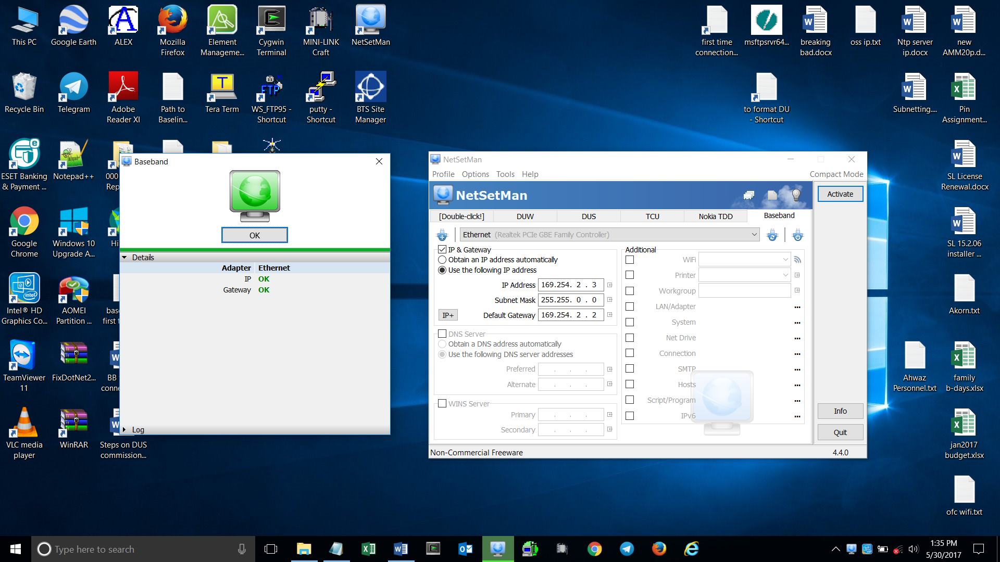 This PC
Google Earth
ALEX
Mozilla
Firefox
Element
Manageme...
Cygwin
Terminal
MINI-LINK
Craft
NetSetMan
first time
connection...
msftpsrvr64...
breaking
bad.docx
oss ip.txt
Ntp server
ip.docx
new
AMM20p.d...
Recycle Bin
Telegram
Adobe
Reader XI
Path to
Baselin...
T
Tera Term
FTP
WS_FTP95 -
Shortcut
putty -
Shortcut
BTS Site
Manager
to format DU
- Shortcut
Subnetting....
Pin
Assignment...
ESET Banking
& Payment ...
Notepad++
000
Rep
SL License
Renewal.docx
Google
Chrome
Windows 10
Upgrade A...
Hi
SL 15.2.06
installer ...
Intel® HD
Graphics Co...
AOMEI
Partition ...
bas
first t
Akorn.txt
TeamViewer
11
FixDotNet2...
BB
conne
Ahwaz
Personnel.txt
family
b-days.xlsx
VLC media
player
WinRAR
Steps on DUS
commission...
jan2017
budget.xlsx
ofc wifi.txt
Baseband
OK
Details
Adapter Ethernet
IP OK
Gateway OK
Log
NetSetMan
Profile Options Tools Help Compact Mode
NetSetMan
Activate
[Double-click!] DUW DUS TCU Nokia TDD Baseband
Ethernet (Realtek PCIe GBE Family Controller)
IP & Gateway
Obtain an IP address automatically
Use the following IP address
IP Address 169.254. 2 . 3
Subnet Mask 255.255. 0 . 0
IP+ Default Gateway 169.254. 2 . 2
DNS Server
Obtain a DNS address automatically
Use the following DNS server addresses
Preferred . . .
Alternate . . .
WINS Server
Primary . . .
Secondary . . .
Additional
WiFi
Printer
Workgroup
LAN/Adapter ...
System ...
Net Drive ...
Connection ...
SMTP ...
Hosts ...
Script/Program ...
IPv6 ...
Info
Quit
Non-Commercial Freeware 4.4.0
Type here to search
1:35 PM
5/30/2017